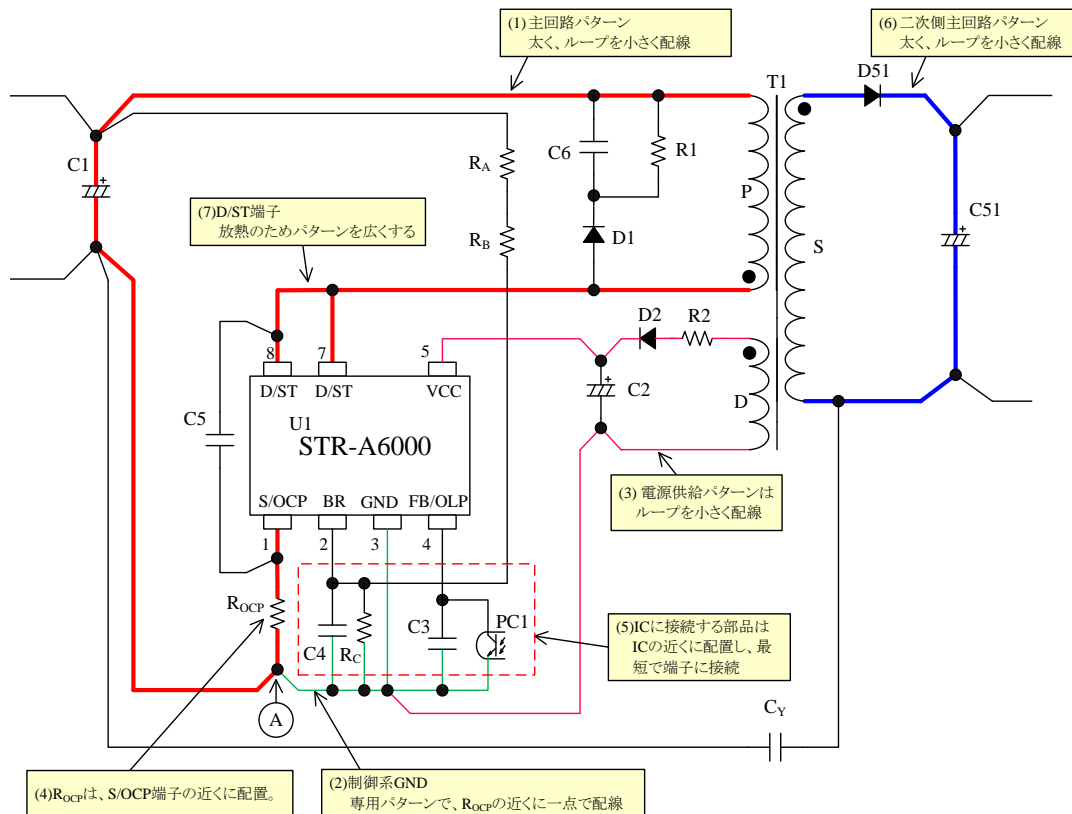 (1) 主回路パターン
太く、ループを小さく配線
(6) 二次側主回路パターン
太く、ループを小さく配線
T1
D51
C1
C6
R1
RA
P
(7)D/ST端子
放熱のためパターンを広くする
RB
D1
S
C51
D2
R2
8
7
5
D/ST
D/ST
VCC
C2
D
C5
U1
STR-A6000
S/OCP
BR
GND
FB/OLP
(3) 電源供給パターンは
ループを小さく配線
1
2
3
4
ROCP
C4
RC
C3
PC1
(5)ICに接続する部品は
ICの近くに配置し、最
短で端子に接続
A
CY
(4)ROCPは、S/OCP端子の近くに配置。
(2)制御系GND
専用パターンで、ROCPの近くに一点で配線